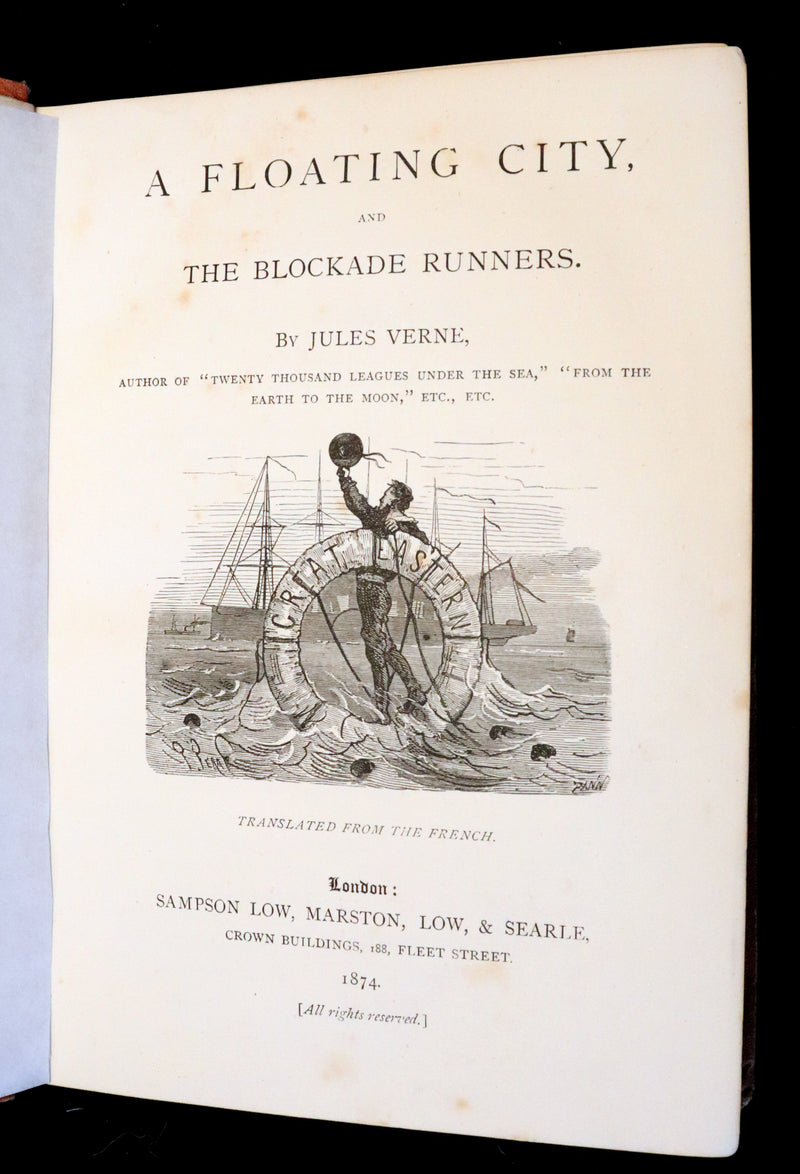 A FLOATING CITY,
AND
THE BLOCKADE RUNNERS.
By JULES VERNE,
AUTHOR OF “TWENTY THOUSAND LEAGUES UNDER THE SEA,” “FROM THE
EARTH TO THE MOON,” ETC., ETC.
GREAT EASTERN
TRANSLATED FROM THE FRENCH.
London:
SAMPSON LOW, MARSTON, LOW, & SEARLE,
CROWN BUILDINGS, 188, FLEET STREET.
1874.
[All rights reserved.]